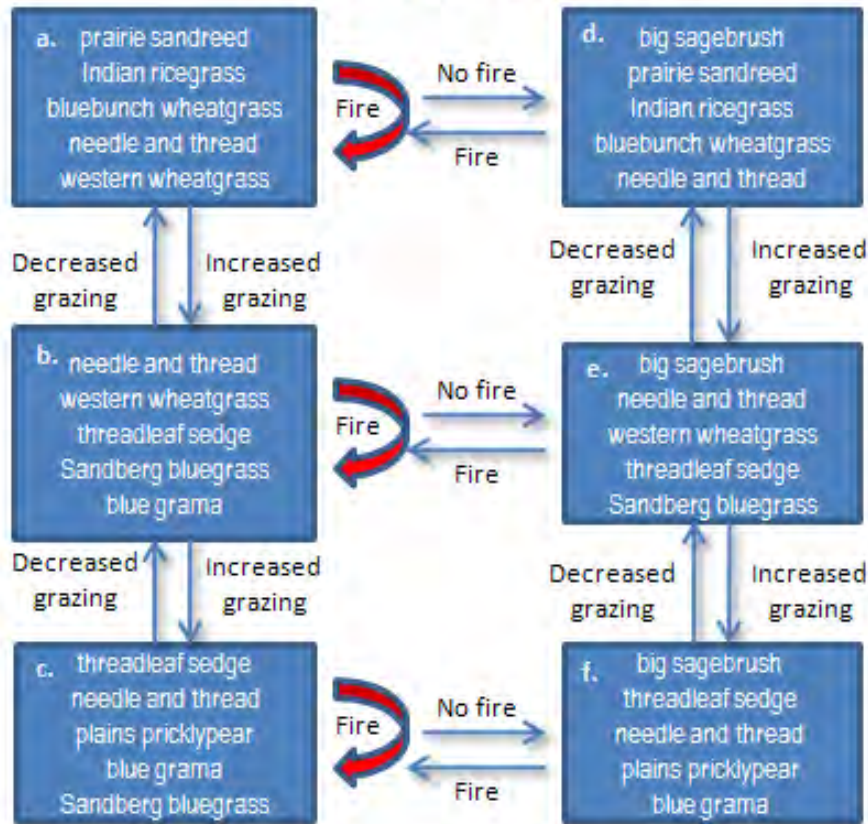 a. prairie sandreed
Indian ricegrass
bluebunch wheatgrass
needle and thread
western wheatgrass
Fire
No fire
Fire
d. big sagebrush
prairie sandreed
Indian ricegrass
bluebunch wheatgrass
needle and thread
Decreased
grazing
Increased
grazing
Decreased
grazing
Increased
grazing
b. needle and thread
western wheatgrass
threadleaf sedge
Sandberg bluegrass
blue grama
Fire
No fire
Fire
e. big sagebrush
needle and thread
western wheatgrass
threadleaf sedge
Sandberg bluegrass
Decreased
grazing
Increased
grazing
Decreased
grazing
Increased
grazing
c. threadleaf sedge
needle and thread
plains pricklypear
blue grama
Sandberg bluegrass
Fire
No fire
Fire
f. big sagebrush
threadleaf sedge
needle and thread
plains pricklypear
blue grama